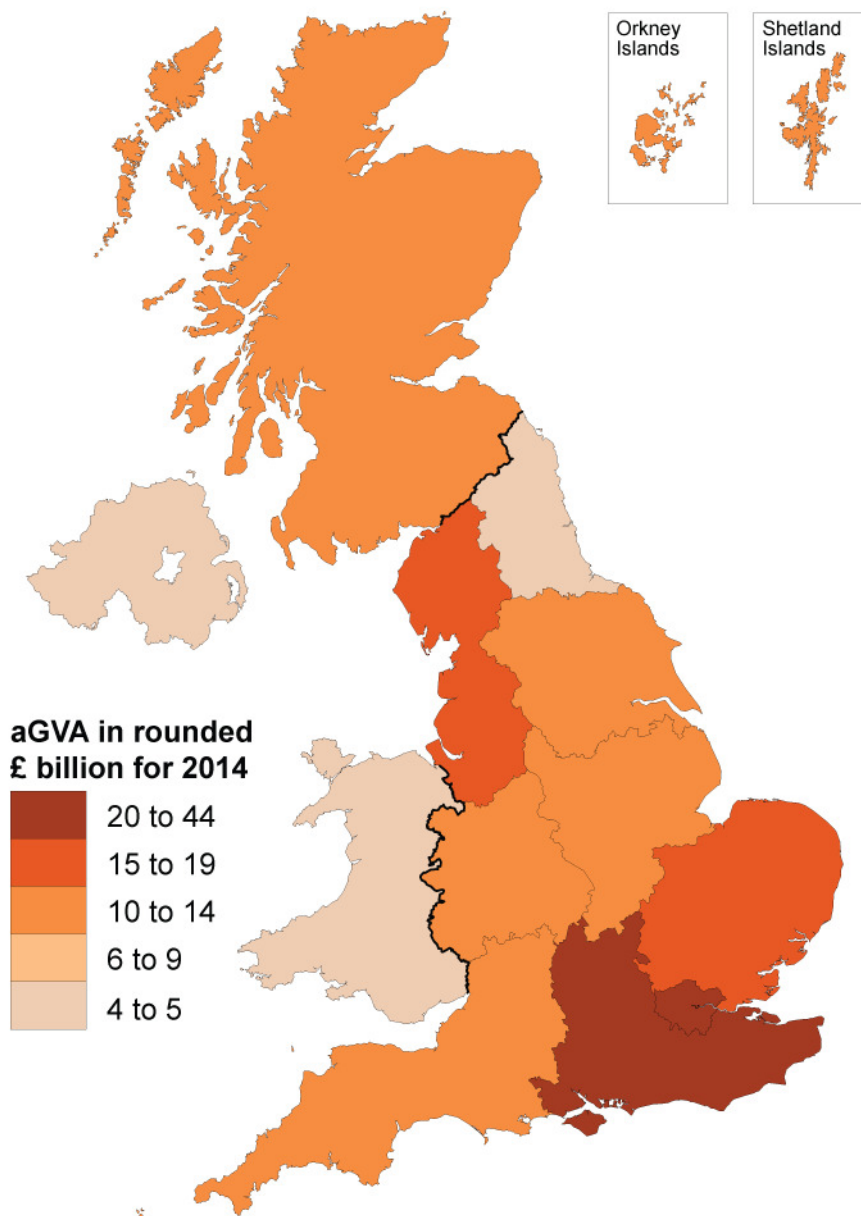 Orkney
Islands
Shetland
Islands
aGVA in rounded
£ billion for 2014
20 to 44
15 to 19
10 to 14
6 to 9
4 to 5